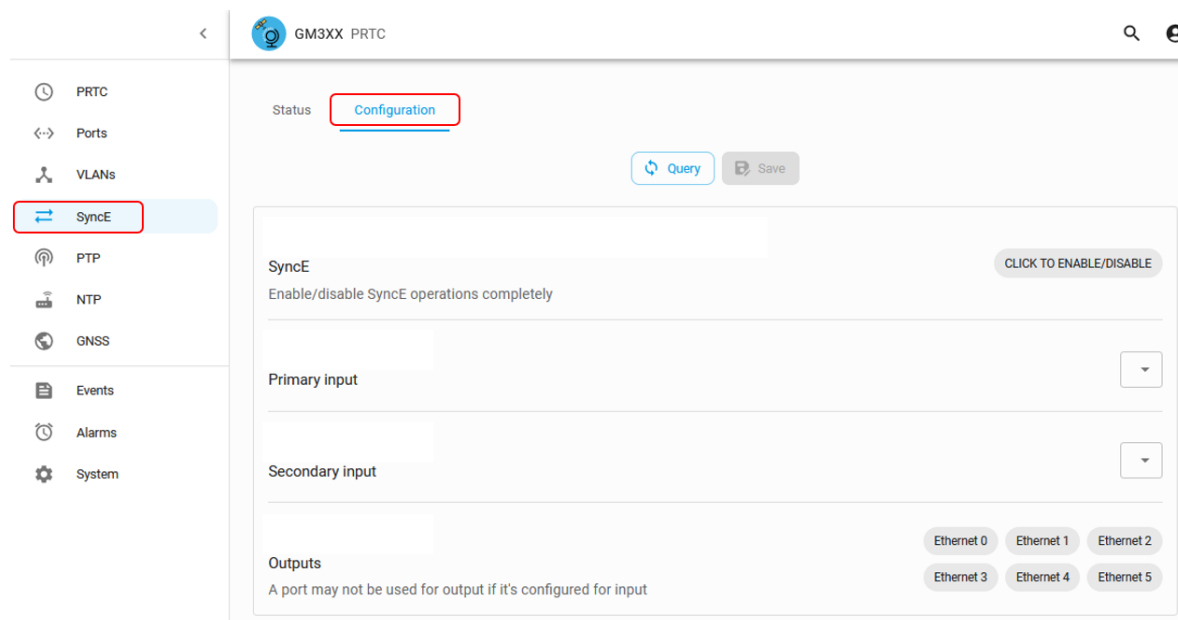 GM3XX PRTC
PRTC
Ports
VLANs
SyncE
PTP
NTP
GNSS
Events
Alarms
System
Status Configuration
Query Save
SyncE
CLICK TO ENABLE/DISABLE
Enable/disable SyncE operations completely
Primary input
Secondary input
Outputs
A port may not be used for output if it's configured for input
Ethernet 0 Ethernet 1 Ethernet 2
Ethernet 3 Ethernet 4 Ethernet 5